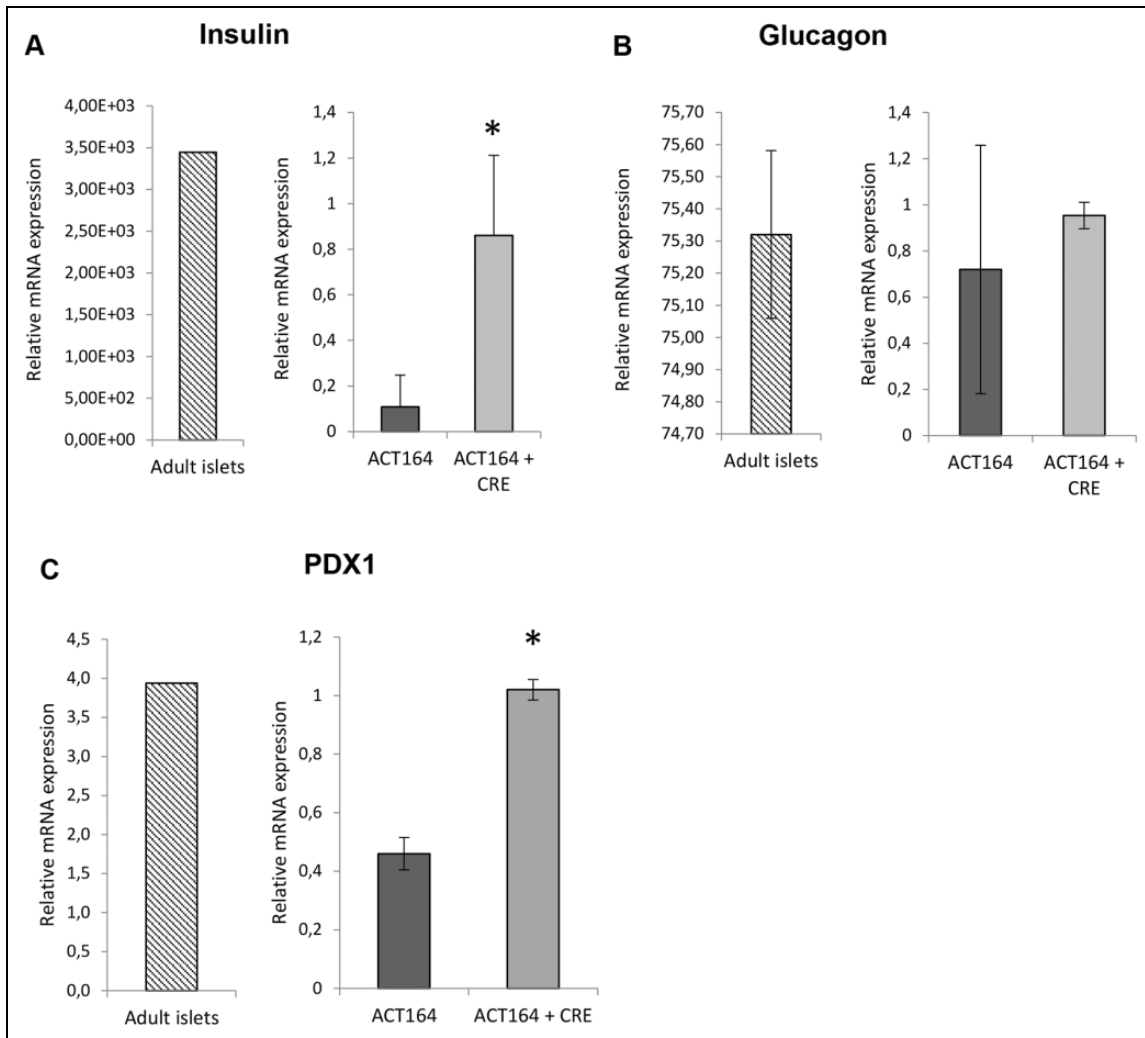 A
Insulin
Relative mRNA expression
4,00E+03
3,50E+03
3,00E+03
2,50E+03
2,00E+03
1,50E+03
1,00E+03
5,00E+02
0,00E+00
Adult islets
Relative mRNA expression
1,4
1,2
1
0,8
0,6
0,4
0,2
0
*
ACT164
ACT164 +
CRE
B
Glucagon
Relative mRNA expression
75,70
75,60
75,50
75,40
75,30
75,20
75,10
75,00
74,90
74,80
74,70
Adult islets
Relative mRNA expression
1,4
1,2
1
0,8
0,6
0,4
0,2
0
ACT164
ACT164 +
CRE
C
PDX1
Relative mRNA expression
4,5
4,0
3,5
3,0
2,5
2,0
1,5
1,0
0,5
0,0
Adult islets
Relative mRNA expression
1,2
1
0,8
0,6
0,4
0,2
0
*
ACT164
ACT164 + CRE